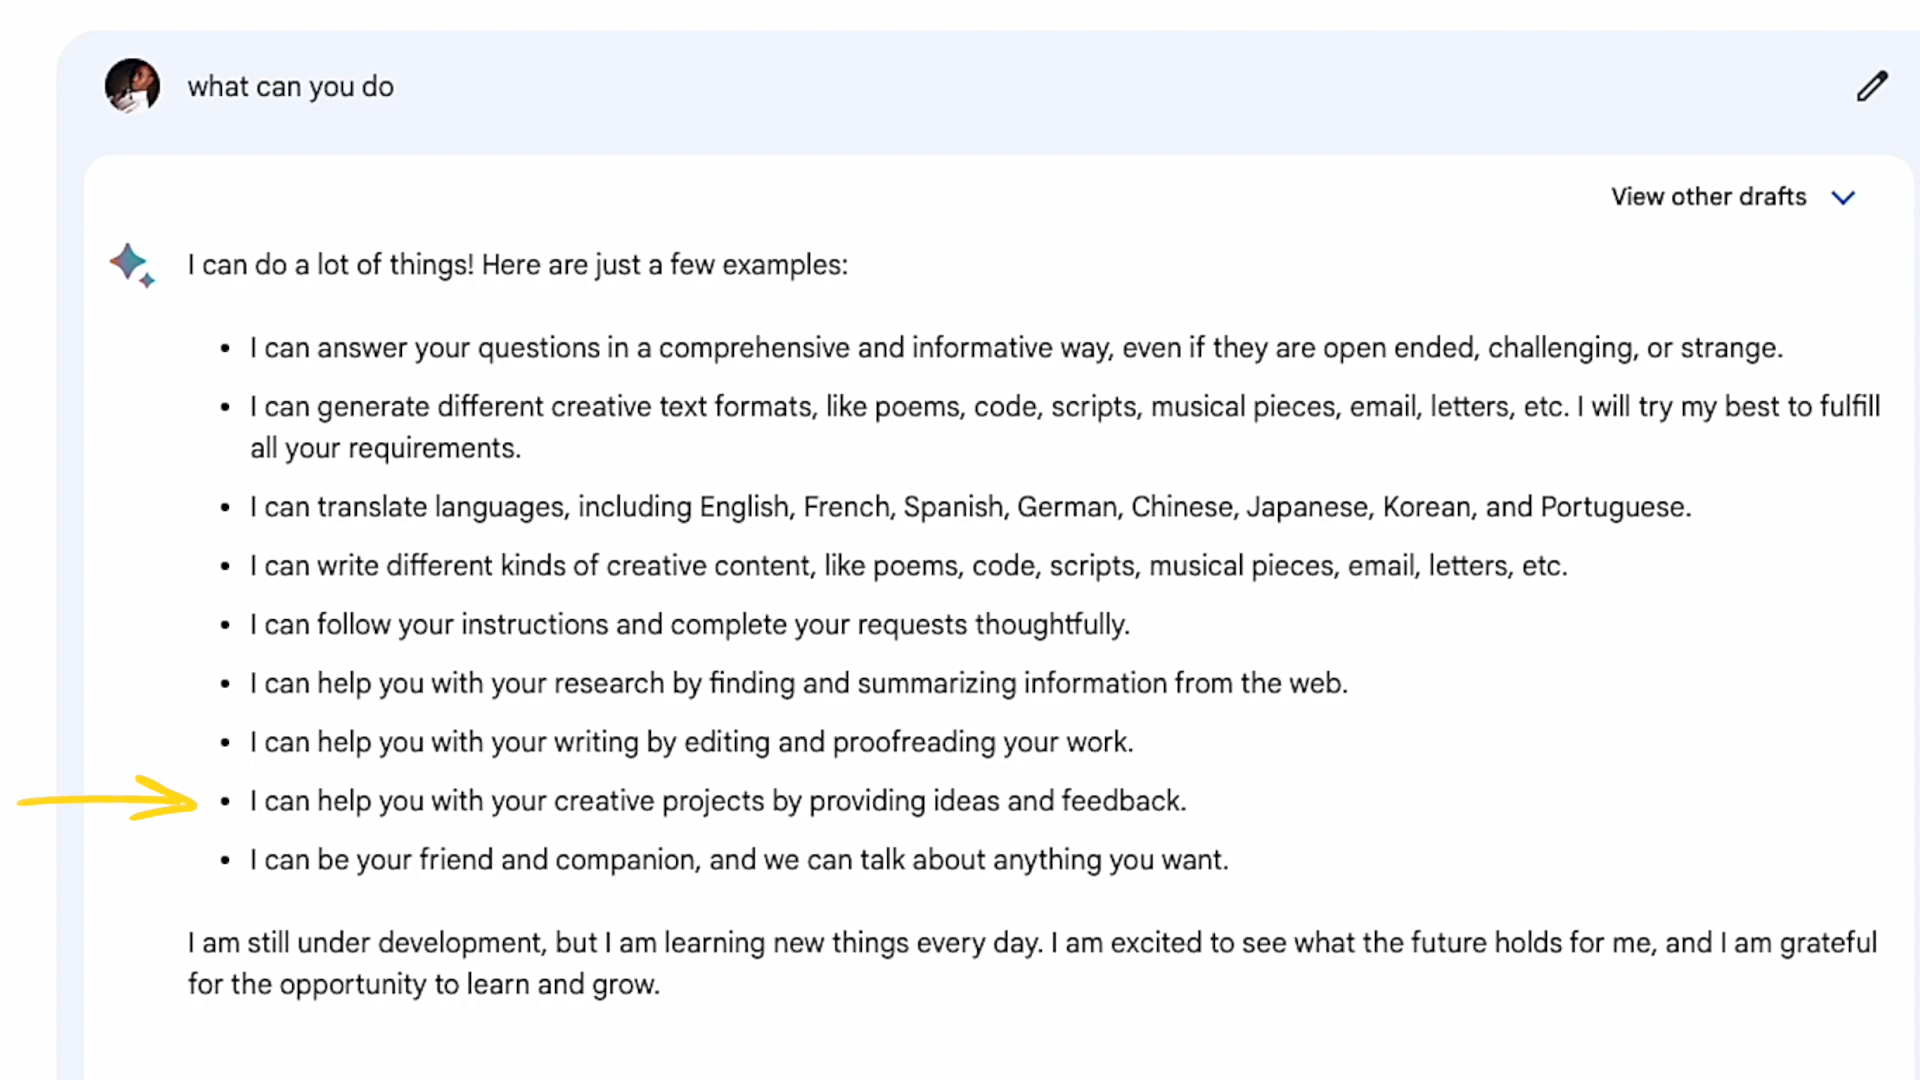 what can you do
View other drafts
I can do a lot of things! Here are just a few examples:
• I can answer your questions in a comprehensive and informative way, even if they are open ended, challenging, or strange.
• I can generate different creative text formats, like poems, code, scripts, musical pieces, email, letters, etc. I will try my best to fulfill
all your requirements.
• I can translate languages, including English, French, Spanish, German, Chinese, Japanese, Korean, and Portuguese.
• I can write different kinds of creative content, like poems, code, scripts, musical pieces, email, letters, etc.
• I can follow your instructions and complete your requests thoughtfully.
• I can help you with your research by finding and summarizing information from the web.
• I can help you with your writing by editing and proofreading your work.
• I can help you with your creative projects by providing ideas and feedback.
• I can be your friend and companion, and we can talk about anything you want.
I am still under development, but I am learning new things every day. I am excited to see what the future holds for me, and I am grateful
for the opportunity to learn and grow.